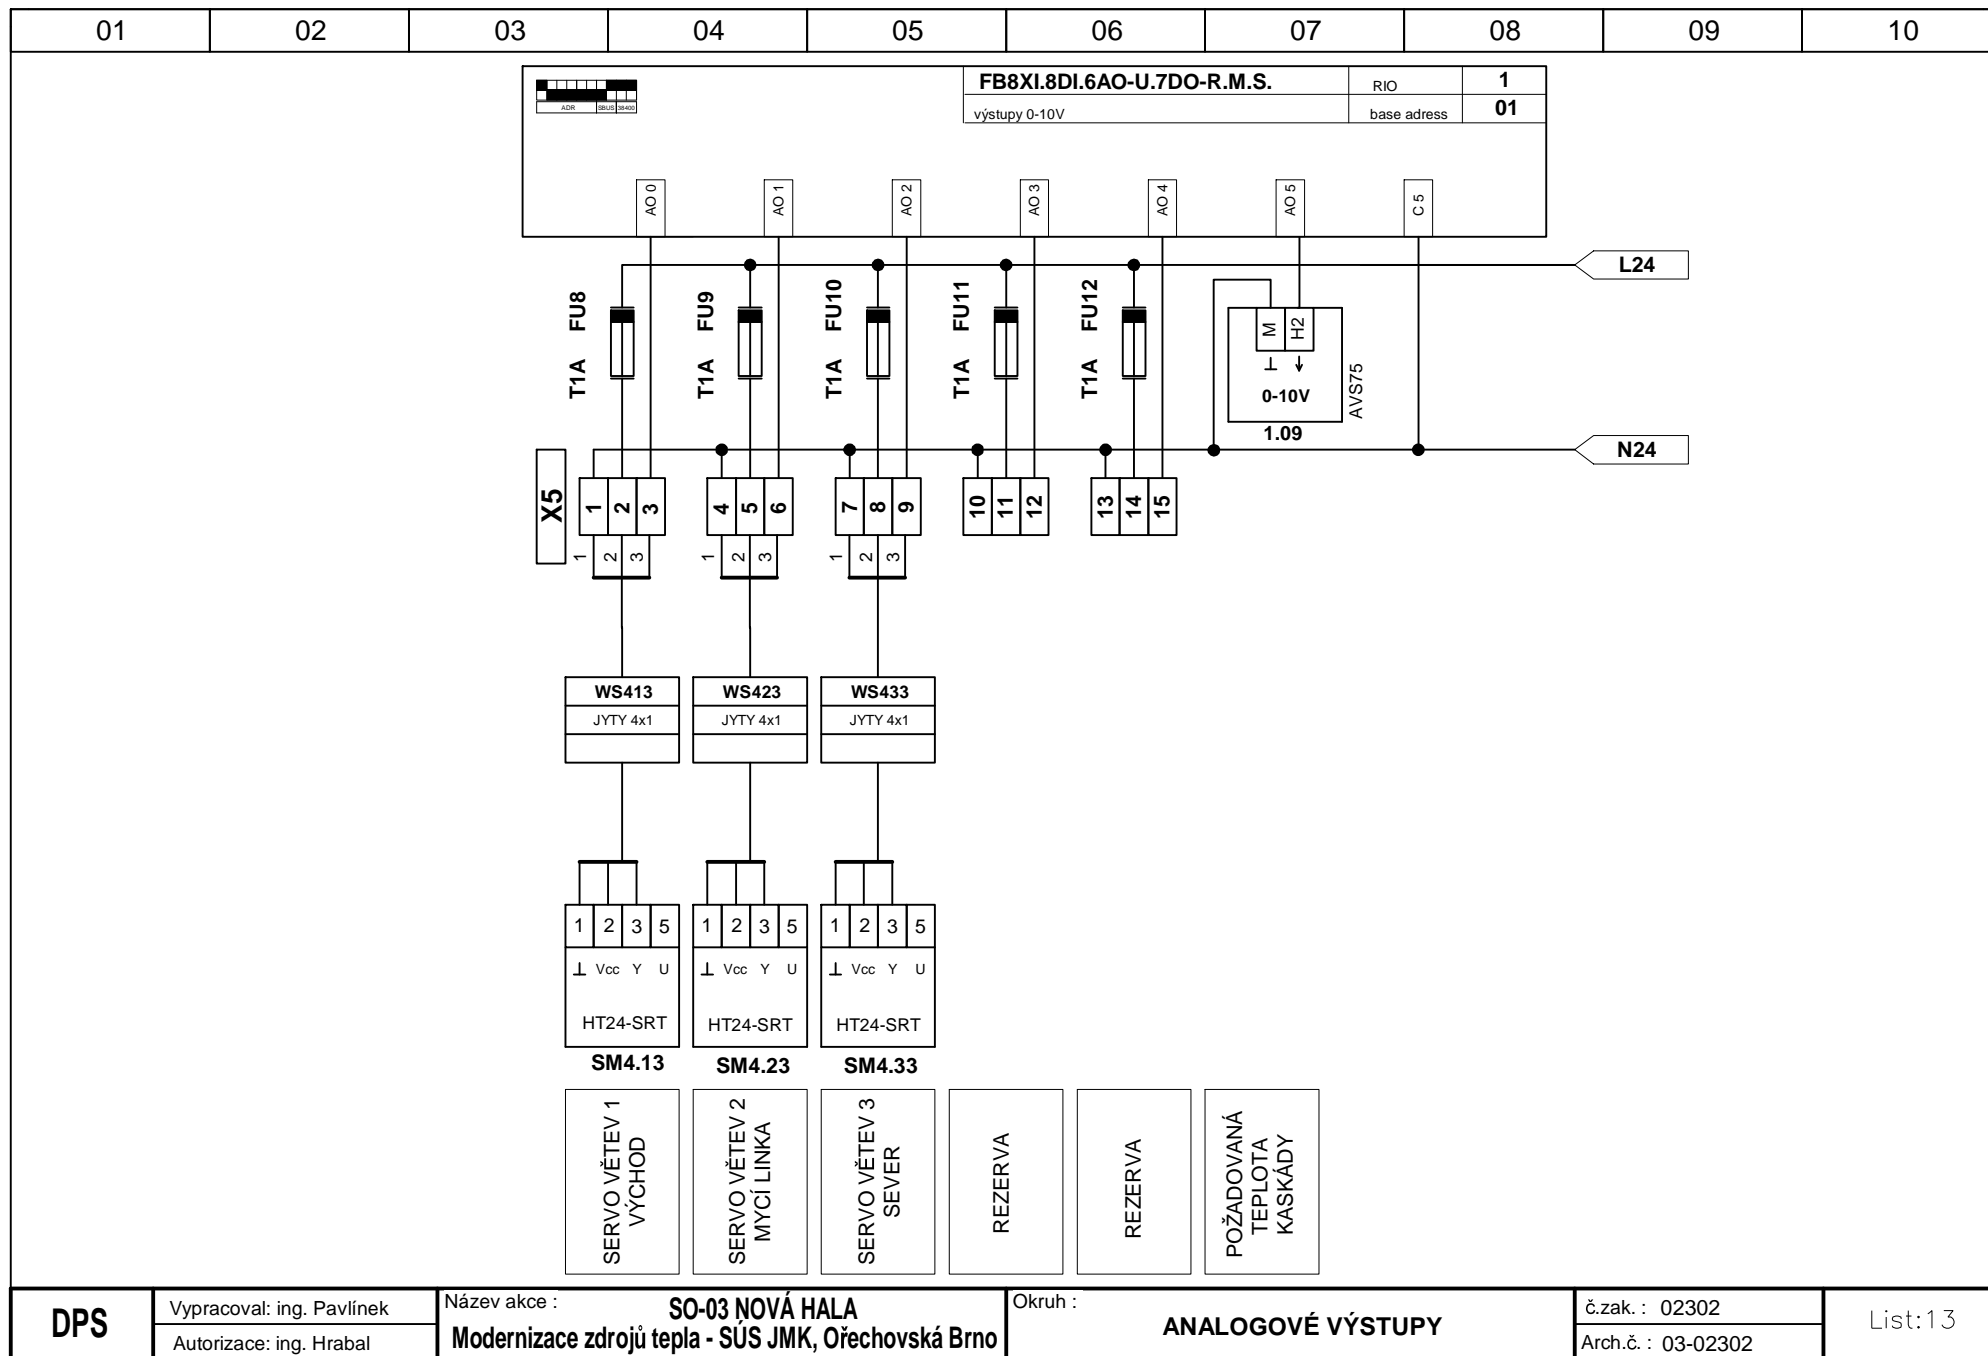 01 02 03 04 05 06 07 08 09 10
FB8XI.8DI.6AO-U.7DO-R.M.S. RIO 1
výstupy 0-10V base adress 01
ADR SBUS 38400
AO 0 AO 1 AO 2 AO 3 AO 4 AO 5 C 5
L24
T1A FU8
T1A FU9
T1A FU10
T1A FU11
T1A FU12
M H2
0-10V
AVS75
1.09
N24
X5
1 2 3 4 5 6 7 8 9 10 11 12 13 14 15
1 2 3 1 2 3 1 2 3
WS413 WS423 WS433
JYTY 4x1 JYTY 4x1 JYTY 4x1
1 2 3 5 1 2 3 5 1 2 3 5
⊥ Vcc Y U ⊥ Vcc Y U ⊥ Vcc Y U
HT24-SRT HT24-SRT HT24-SRT
SM4.13 SM4.23 SM4.33
SERVO VĚTEV 1
VÝCHOD
SERVO VĚTEV 2
MYCÍ LINKA
SERVO VĚTEV 3
SEVER
REZERVA
REZERVA
POŽADOVANÁ
TEPLOTA
KASKÁDY
DPS
Vypracoval: ing. Pavlínek
Autorizace: ing. Hrabal
Název akce :
SO-03 NOVÁ HALA
Modernizace zdrojů tepla - SÚS JMK, Ořechovská Brno
Okruh :
ANALOGOVÉ VÝSTUPY
č.zak. : 02302
Arch.č. : 03-02302
List:13